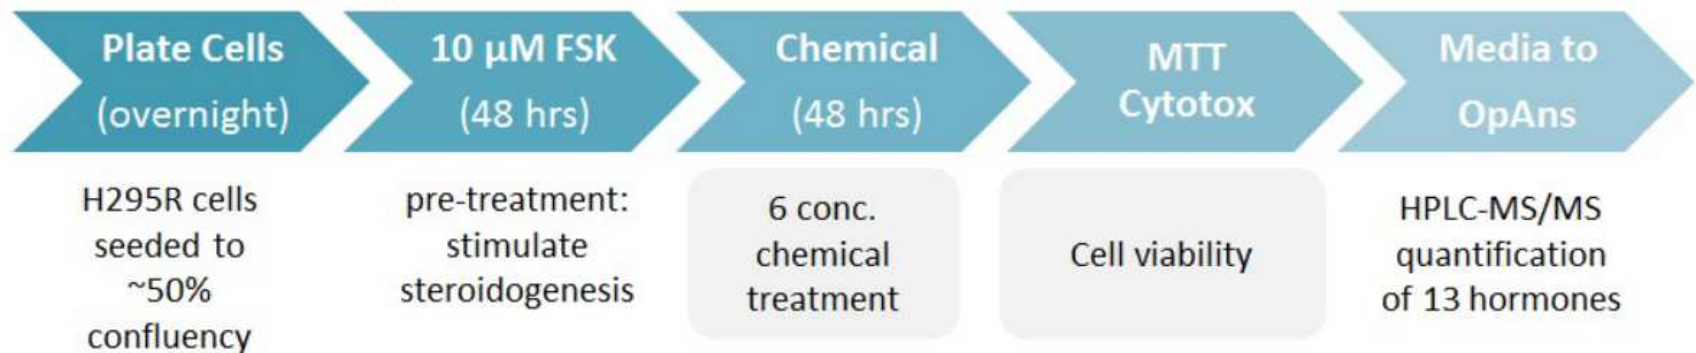 Plate Cells
(overnight)
10 µM FSK
(48 hrs)
Chemical
(48 hrs)
MTT
Cytotox
Media to
OpAns
H295R cells
seeded to
~50%
confluency
pre-treatment:
stimulate
steroidogenesis
6 conc.
chemical
treatment
Cell viability
HPLC-MS/MS
quantification
of 13 hormones